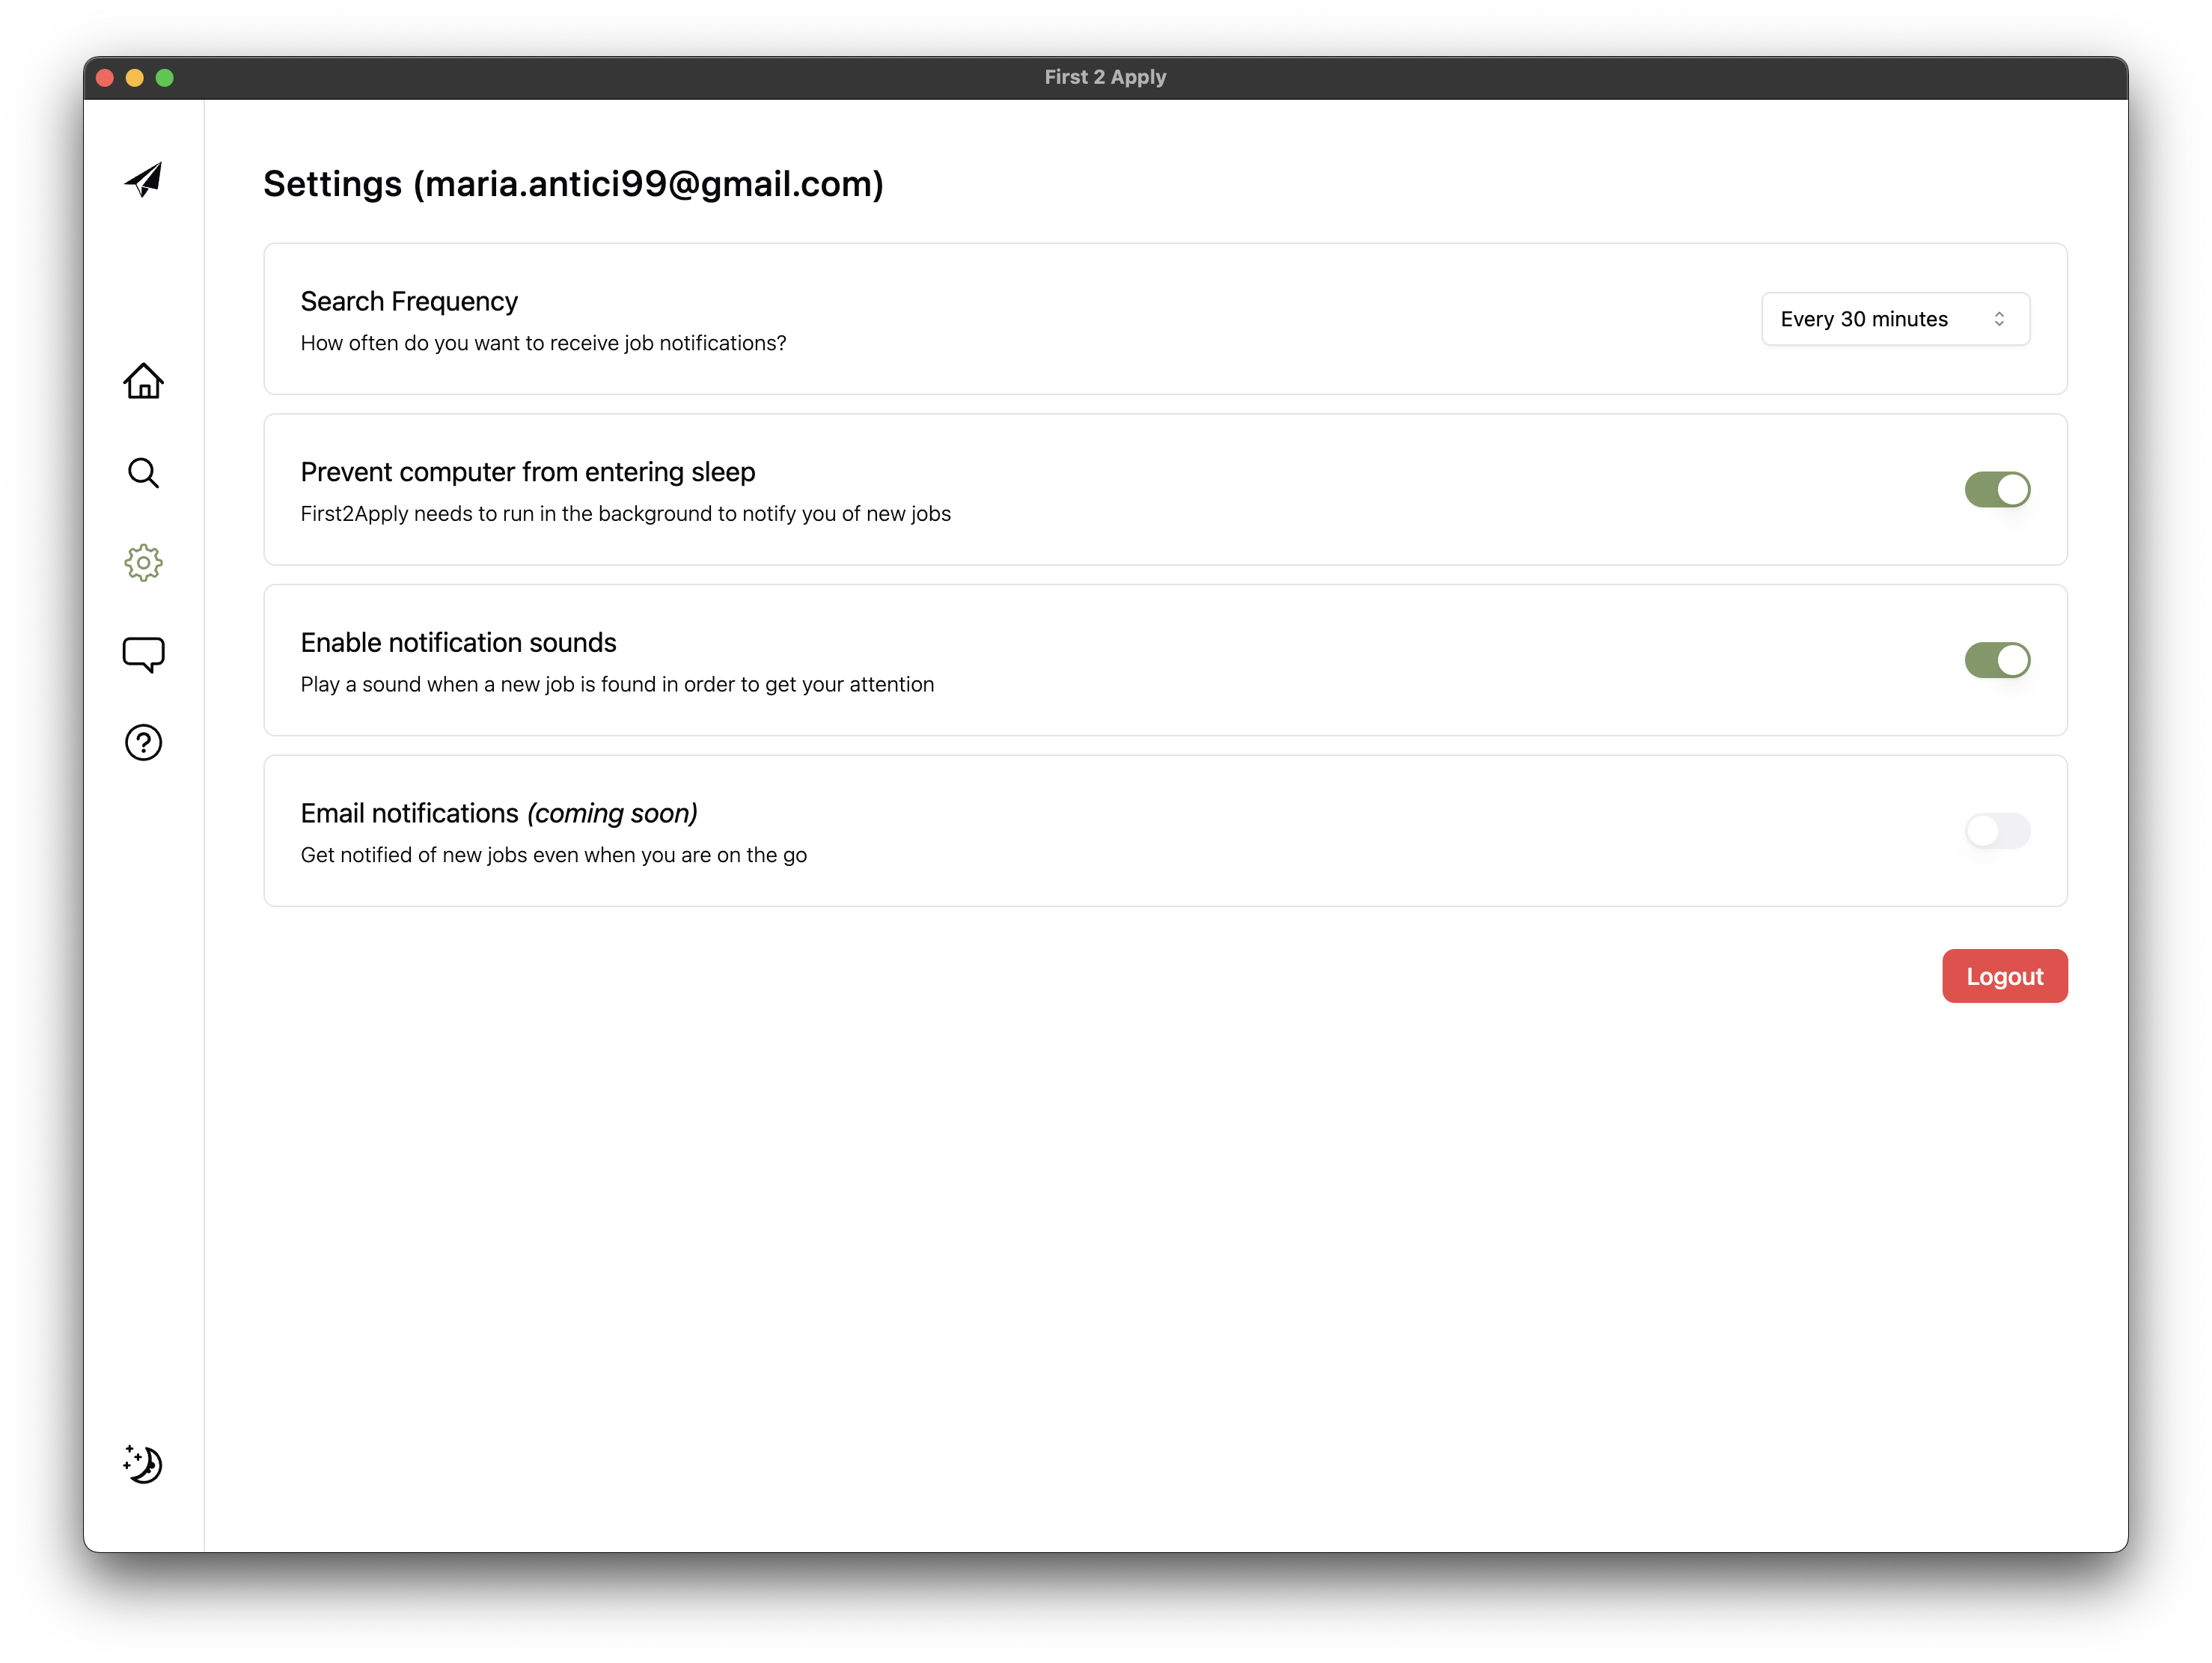 First 2 Apply
Settings (maria.antici99@gmail.com)
Search Frequency
How often do you want to receive job notifications?
Every 30 minutes
Prevent computer from entering sleep
First2Apply needs to run in the background to notify you of new jobs
Enable notification sounds
Play a sound when a new job is found in order to get your attention
Email notifications (coming soon)
Get notified of new jobs even when you are on the go
Logout